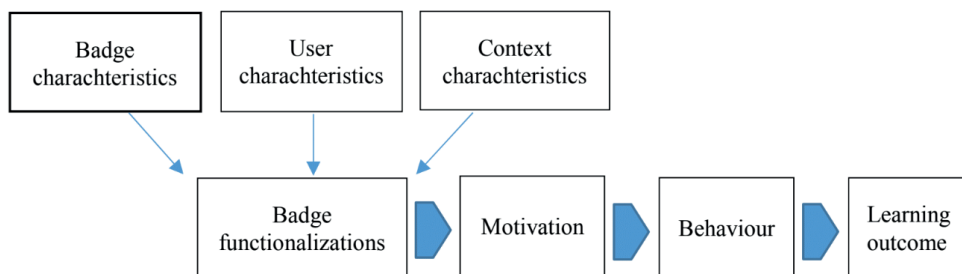 Badge
charachteristics
User
charachteristics
Context
charachteristics
Badge
functionalizations
Motivation
Behaviour
Learning
outcome